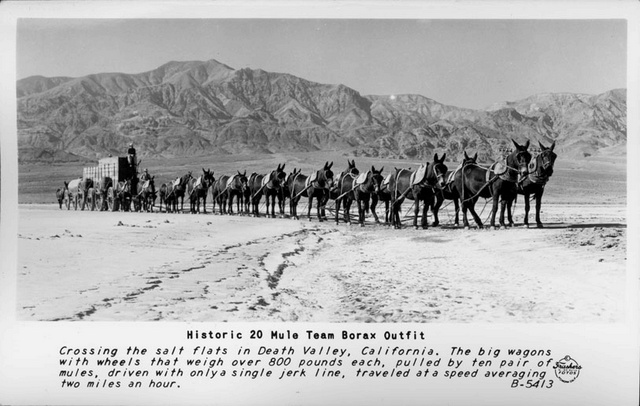 Historic 20 Mule Team Borax Outfit
Crossing the salt flats in Death Valley, California. The big wagons
with wheels that weigh over 800 pounds each, pulled by ten pair of
mules, driven with only a single jerk line, traveled at a speed averaging
two miles an hour.
Frashers Fotos
B-5413